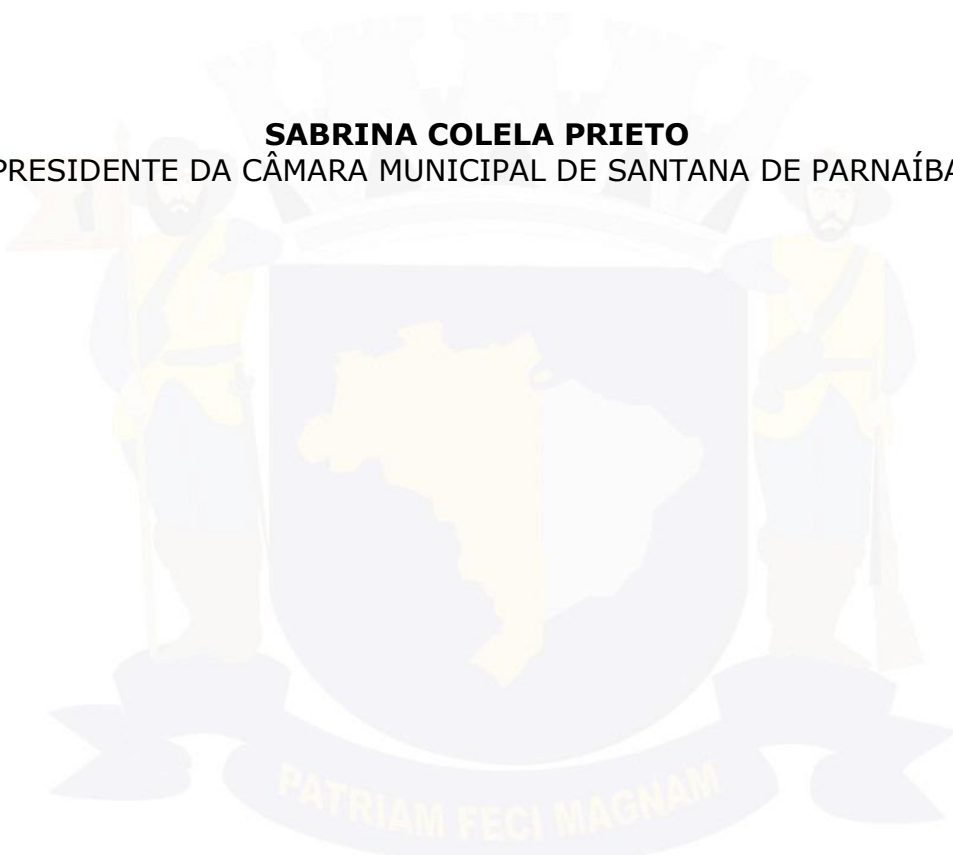 SABRINA COLELA PRIETO
PRESIDENTE DA CÂMARA MUNICIPAL DE SANTANA DE PARNAÍBA
PATRIAM FECI MAGNAM